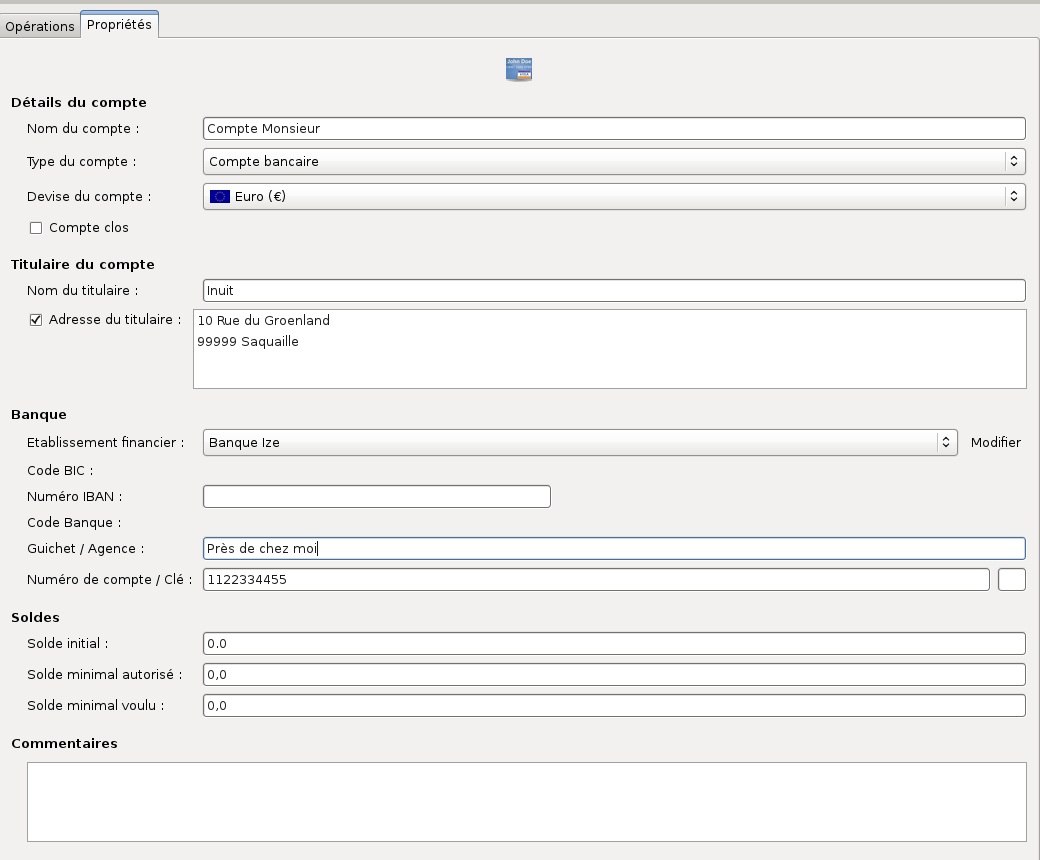 Opérations
Propriétés
John Doe
VISA
Détails du compte
Nom du compte :
Compte Monsieur
Type du compte :
Compte bancaire
Devise du compte :
Euro (€)
Compte clos
Titulaire du compte
Nom du titulaire :
Inuit
Adresse du titulaire :
10 Rue du Groenland
99999 Saquaille
Banque
Etablissement financier :
Banque Ize
Modifier
Code BIC :
Numéro IBAN :
Code Banque :
Guichet / Agence :
Près de chez moi
Numéro de compte / Clé :
1122334455
Soldes
Solde initial :
0.0
Solde minimal autorisé :
0,0
Solde minimal voulu :
0,0
Commentaires